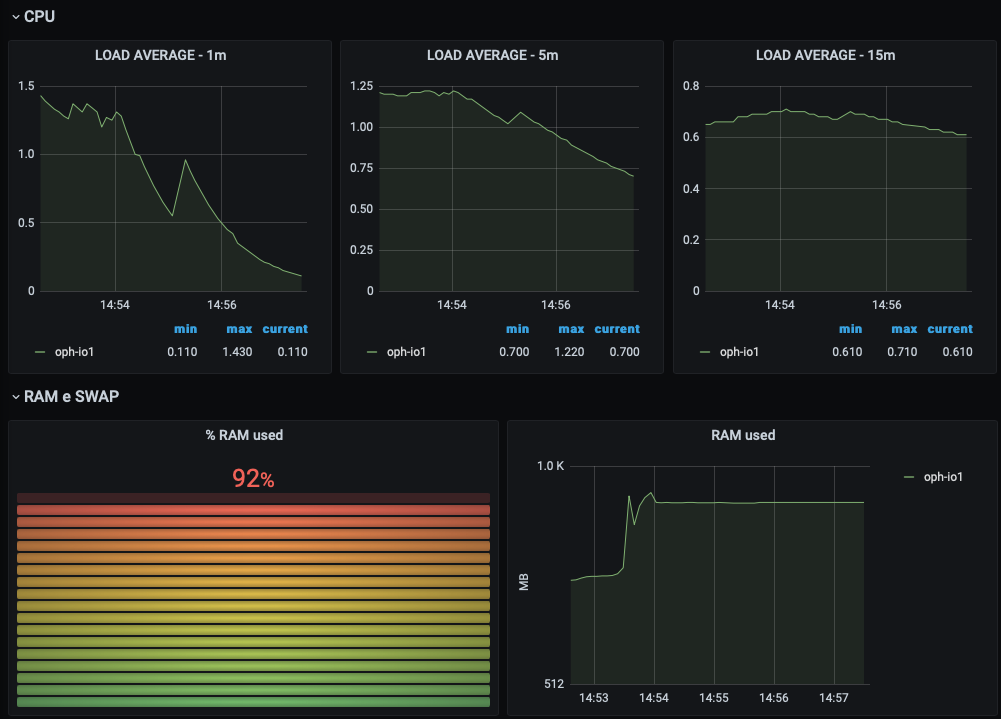 CPU
LOAD AVERAGE - 1m
1.5
1.0
0.5
0
14:54 14:56
min max current
oph-io1 0.110 1.430 0.110
LOAD AVERAGE - 5m
1.25
1.00
0.75
0.50
0.25
0
14:54 14:56
min max current
oph-io1 0.700 1.220 0.700
LOAD AVERAGE - 15m
0.8
0.6
0.4
0.2
0
14:54 14:56
min max current
oph-io1 0.610 0.710 0.610
RAM e SWAP
% RAM used
92%
RAM used
1.0 K
MB
512
14:53 14:54 14:55 14:56 14:57
oph-io1